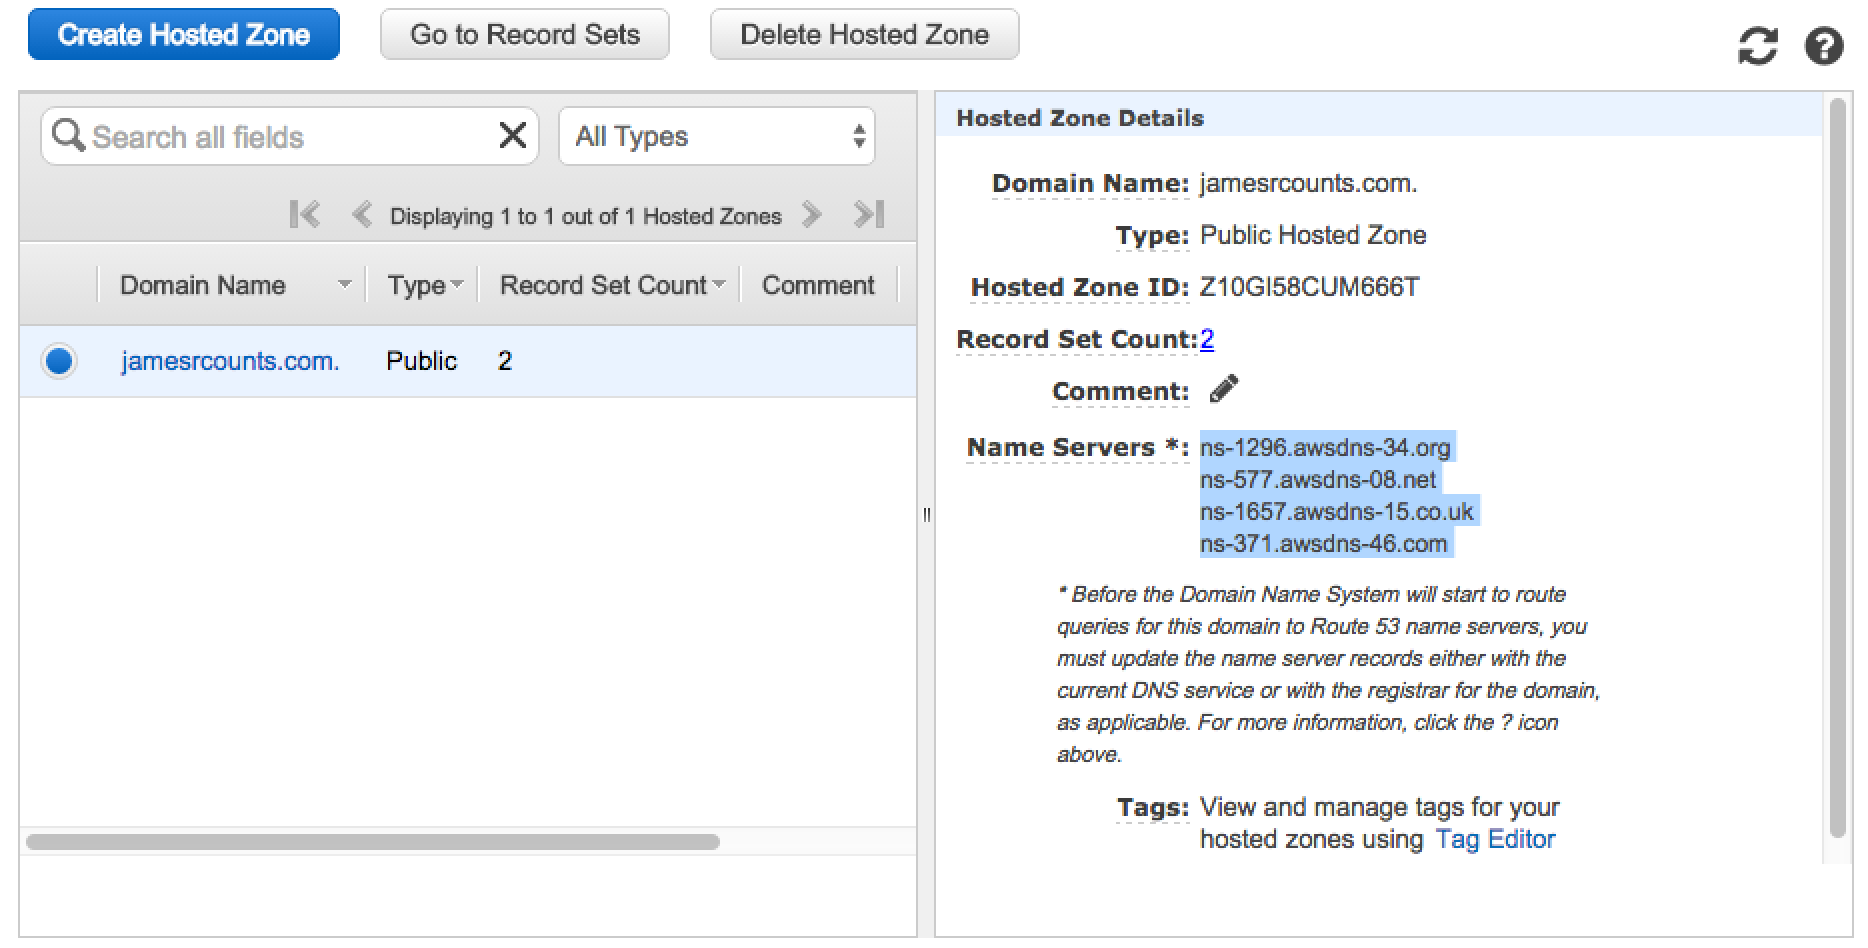 Create Hosted Zone
Go to Record Sets
Delete Hosted Zone
Search all fields
All Types
Displaying 1 to 1 out of 1 Hosted Zones
Domain Name Type Record Set Count Comment
jamesrcounts.com. Public 2
Hosted Zone Details
Domain Name: jamesrcounts.com.
Type: Public Hosted Zone
Hosted Zone ID: Z10GI58CUM666T
Record Set Count: 2
Comment:
Name Servers *: ns-1296.awsdns-34.org
ns-577.awsdns-08.net
ns-1657.awsdns-15.co.uk
ns-371.awsdns-46.com
* Before the Domain Name System will start to route
queries for this domain to Route 53 name servers, you
must update the name server records either with the
current DNS service or with the registrar for the domain,
as applicable. For more information, click the ? icon
above.
Tags: View and manage tags for your
hosted zones using Tag Editor